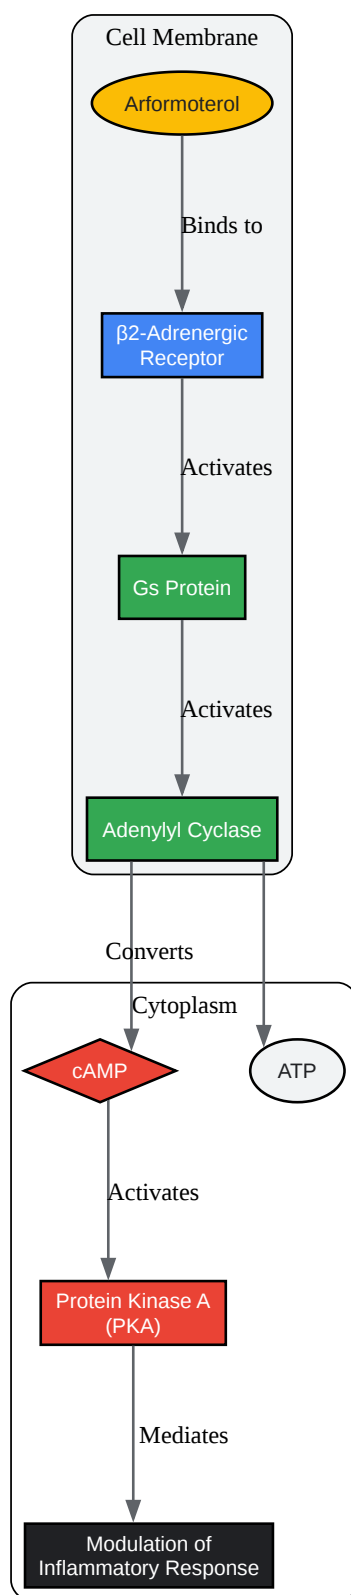 Cell Membrane
Arformoterol
Binds to
β2-Adrenergic
Receptor
Activates
Gs Protein
Activates
Adenylyl Cyclase
Converts
Cytoplasm
cAMP
ATP
Activates
Protein Kinase A
(PKA)
Mediates
Modulation of
Inflammatory Response